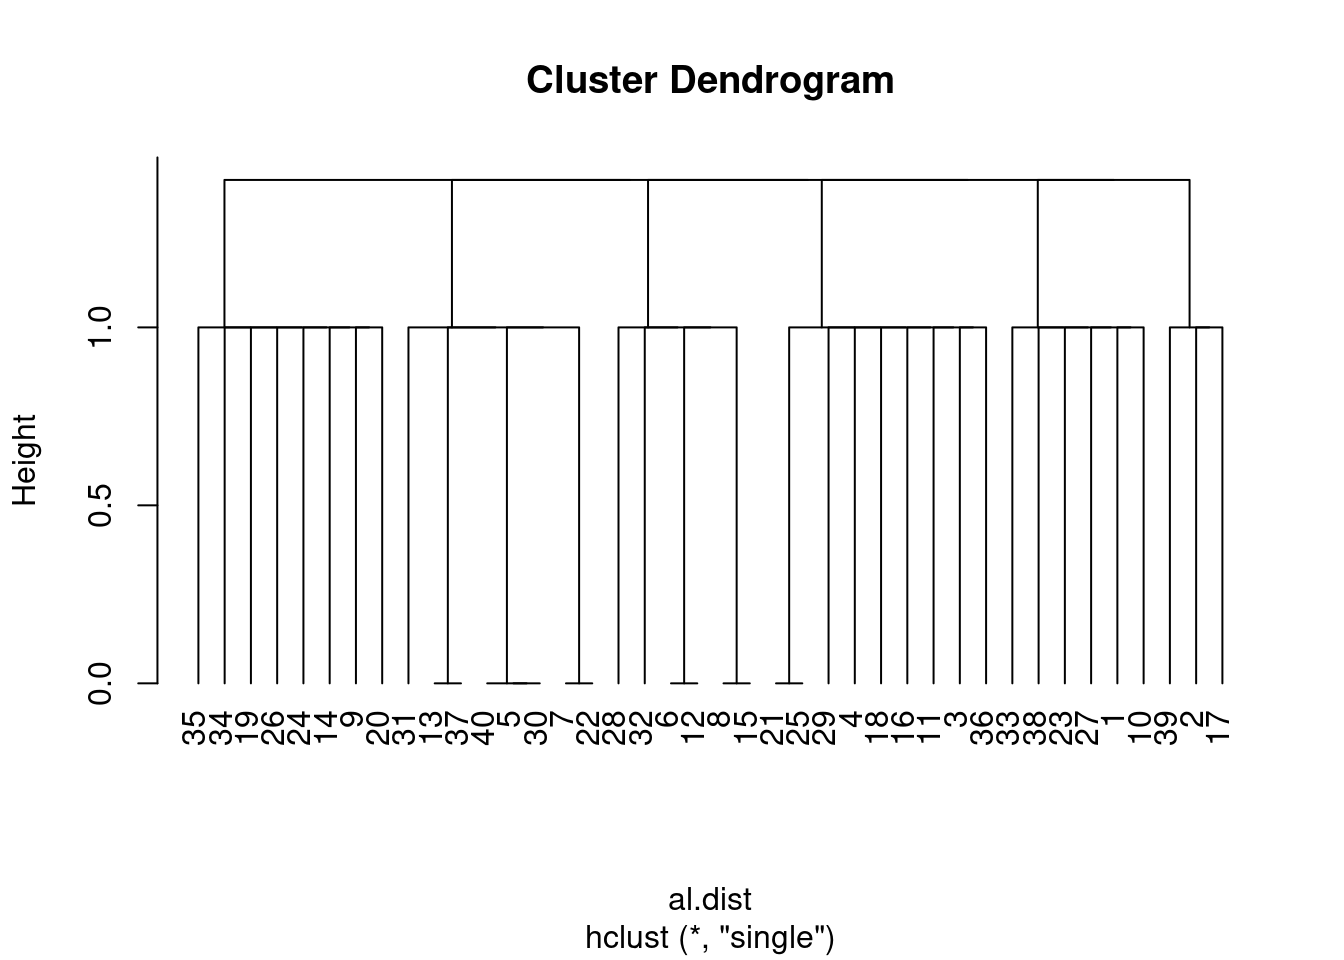 Cluster Dendrogram
Height
1.0
0.5
0.0
35 34 19 26 24 14 9 20 31 13 37 40 5 30 7 22 28 32 6 12 8 15 21 25 29 4 18 16 11 3 36 33 38 23 27 1 10 39 2 17
al.dist
hclust (*, "single")